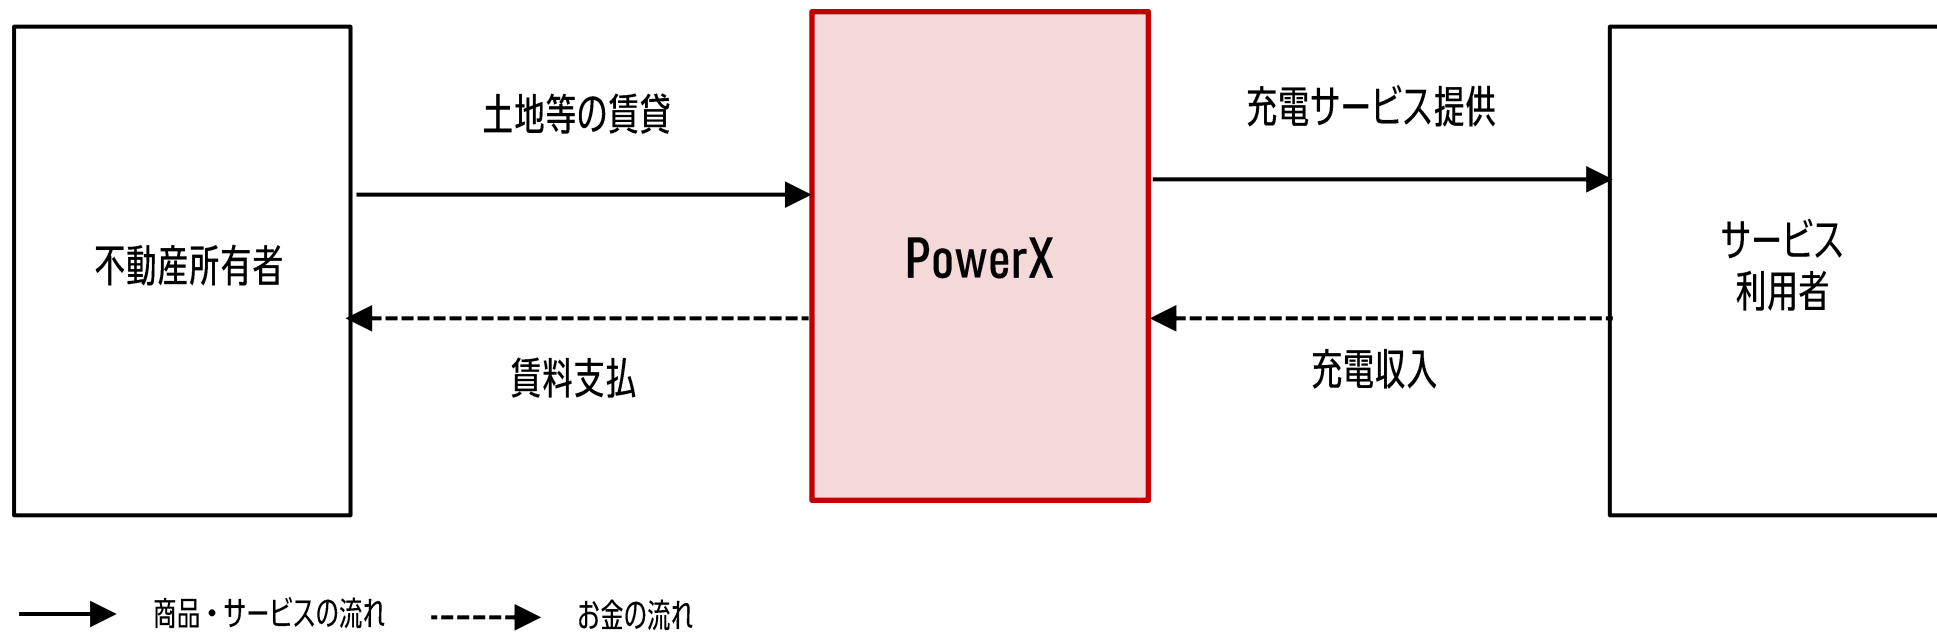 土地等の賃貸
充電サービス提供
不動産所有者
PowerX
サービス
利用者
賃料支払
充電収入
商品・サービスの流れ
お金の流れ